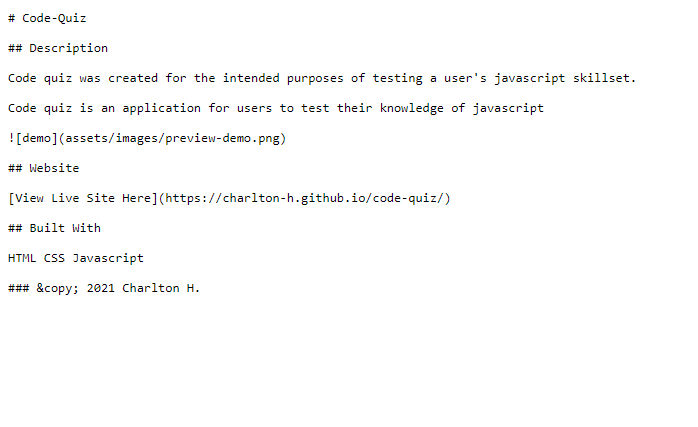 # Code-Quiz
## Description
Code quiz was created for the intended purposes of testing a user's javascript skillset.
Code quiz is an application for users to test their knowledge of javascript
![demo](assets/images/preview-demo.png)
## Website
[View Live Site Here](https://charlton-h.github.io/code-quiz/)
## Built With
HTML CSS Javascript
### &copy; 2021 Charlton H.